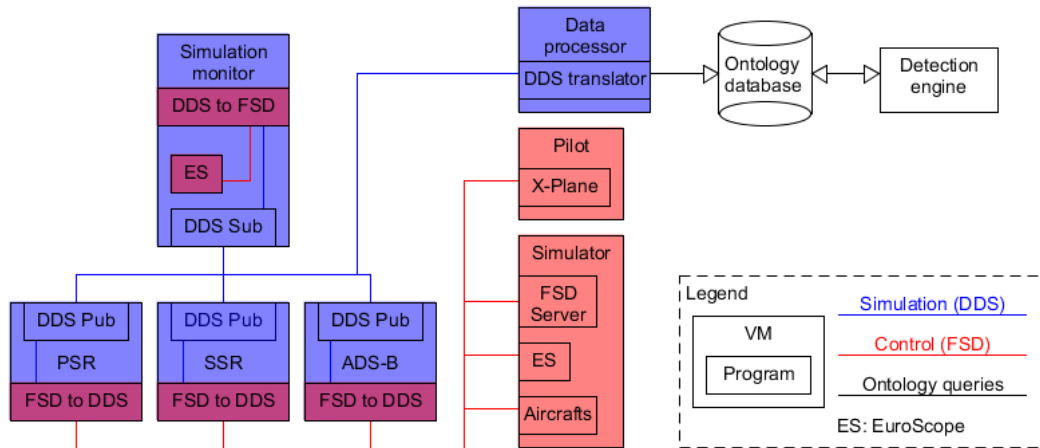 Simulation
monitor
DDS to FSD
ES
DDS Sub
Data
processor
DDS translator
Ontology
database
Detection
engine
Pilot
X-Plane
Simulator
FSD
Server
ES
Aircrafts
DDS Pub
PSR
FSD to DDS
DDS Pub
SSR
FSD to DDS
DDS Pub
ADS-B
FSD to DDS
Legend
VM
Program
Simulation (DDS)
Control (FSD)
Ontology queries
ES: EuroScope